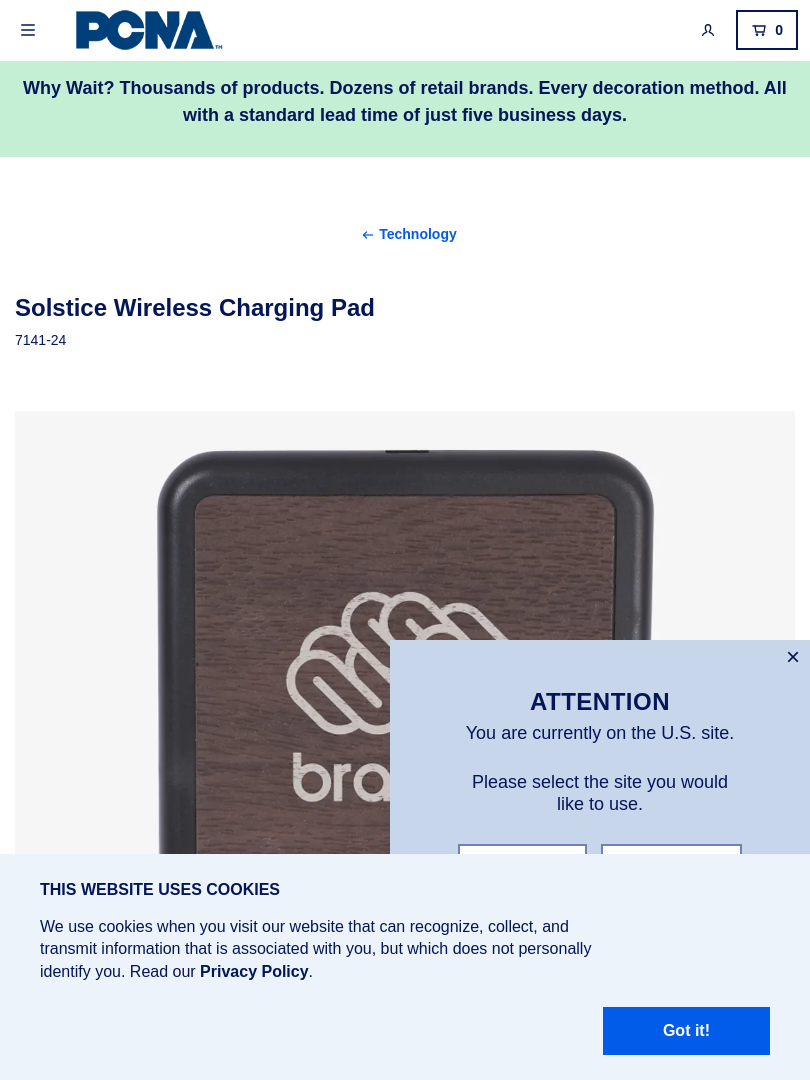 PCNA™
0
Why Wait? Thousands of products. Dozens of retail brands. Every decoration method. All
with a standard lead time of just five business days.
← Technology
Solstice Wireless Charging Pad
7141-24
ATTENTION
You are currently on the U.S. site.
Please select the site you would
like to use.
THIS WEBSITE USES COOKIES
We use cookies when you visit our website that can recognize, collect, and
transmit information that is associated with you, but which does not personally
identify you. Read our Privacy Policy.
Got it!